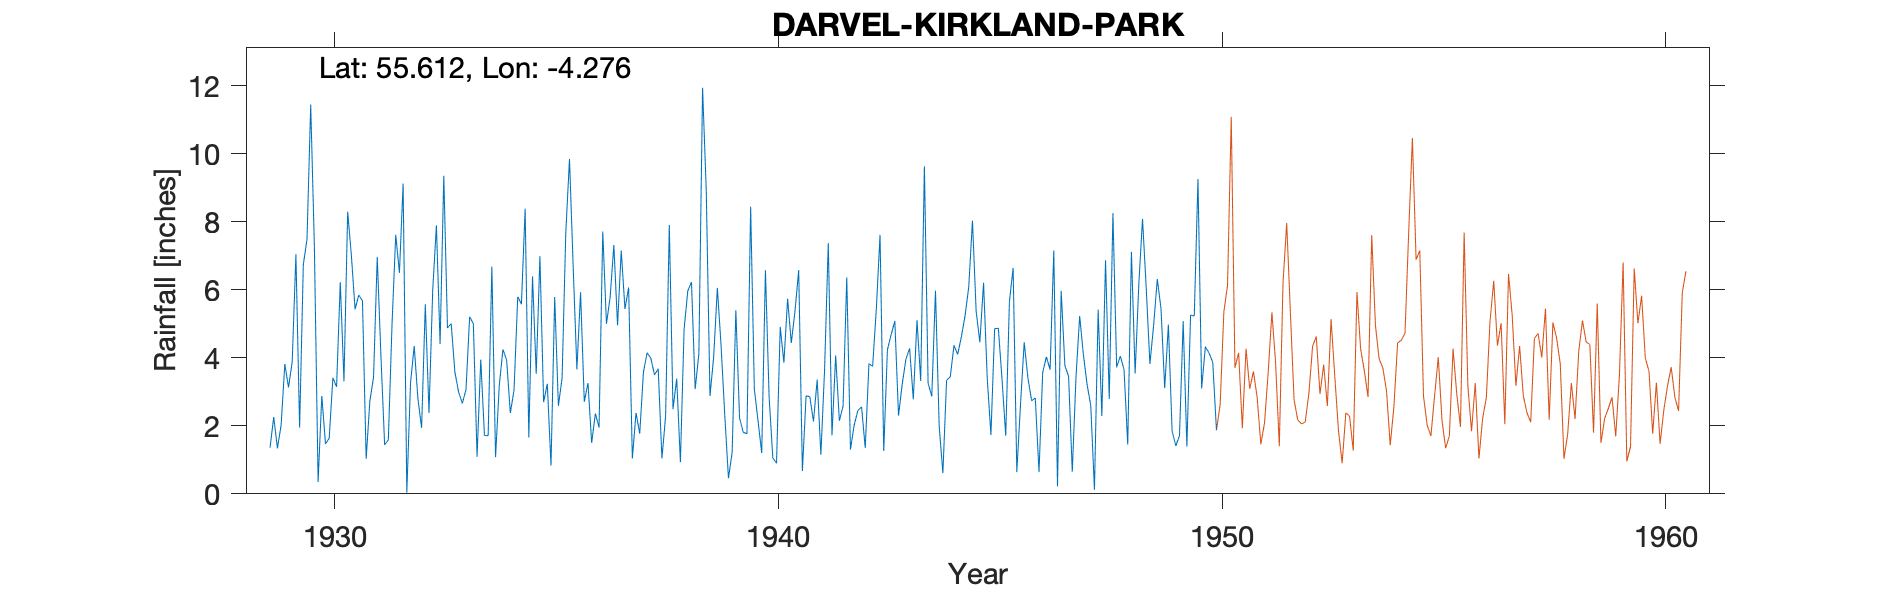 DARVEL-KIRKLAND-PARK
Lat: 55.612, Lon: -4.276
12
10
8
6
4
2
0
Rainfall [inches]
1930 1940 1950 1960
Year